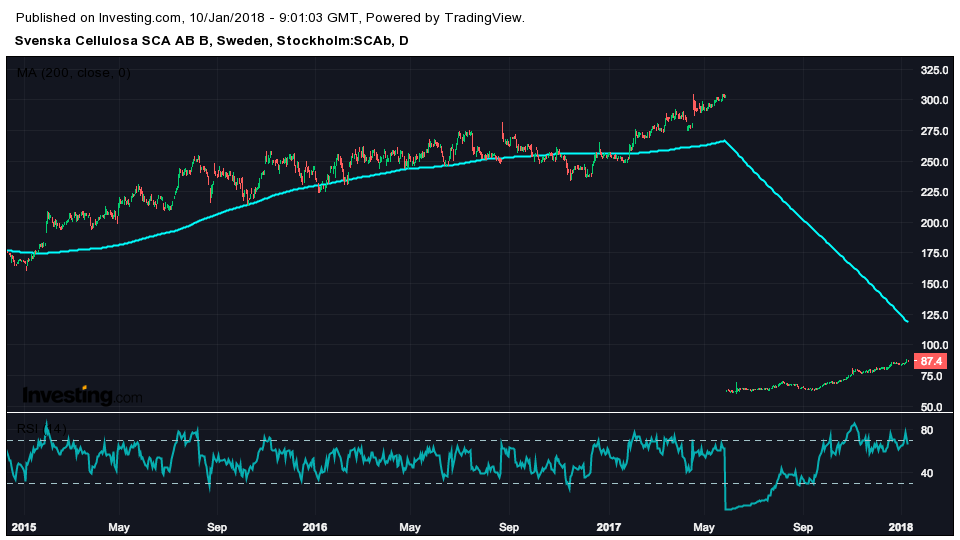 Published on Investing.com, 10/Jan/2018 - 9:01:03 GMT, Powered by TradingView.
Svenska Cellulosa SCA AB B, Sweden, Stockholm:SCAb, D
MA (200, close, 0)
325.0
300.0
275.0
250.0
225.0
200.0
175.0
150.0
125.0
100.0
87.4
75.0
50.0
Investing.com
RSI (14)
80
40
2015 May Sep 2016 May Sep 2017 May Sep 2018